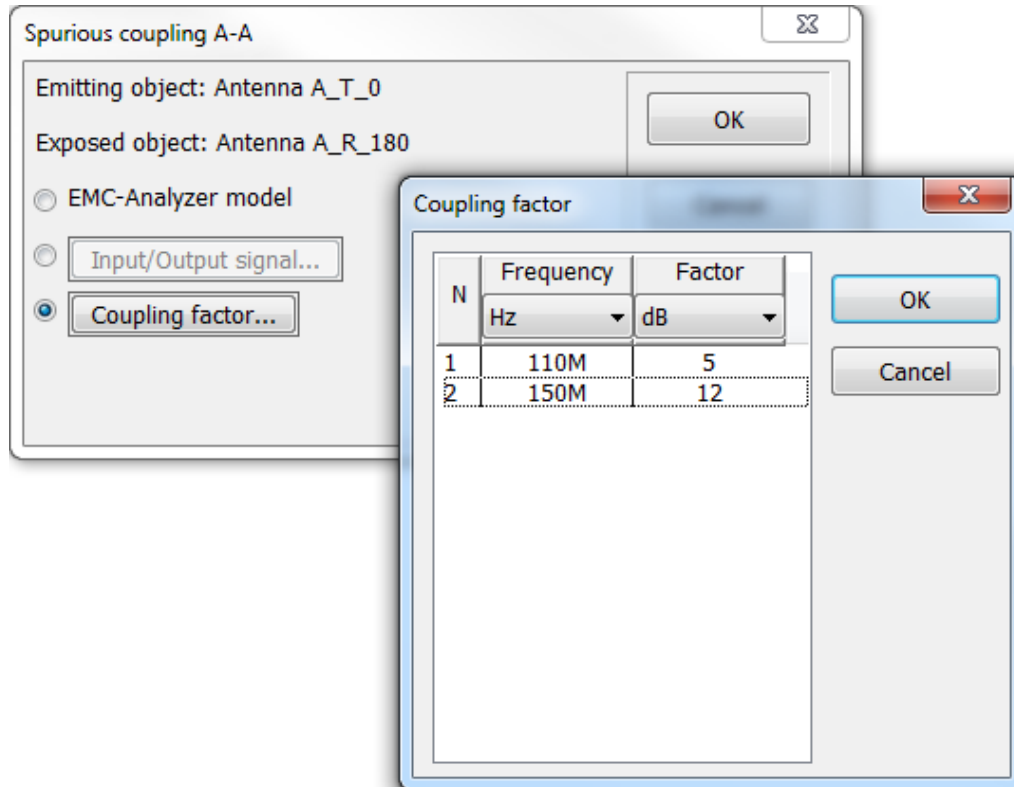 Spurious coupling A-A
Emitting object: Antenna A_T_0
OK
Exposed object: Antenna A_R_180
EMC-Analyzer model
Input/Output signal...
Coupling factor...
Coupling factor
N Frequency Factor
Hz dB
OK
1 110M 5
2 150M 12
Cancel